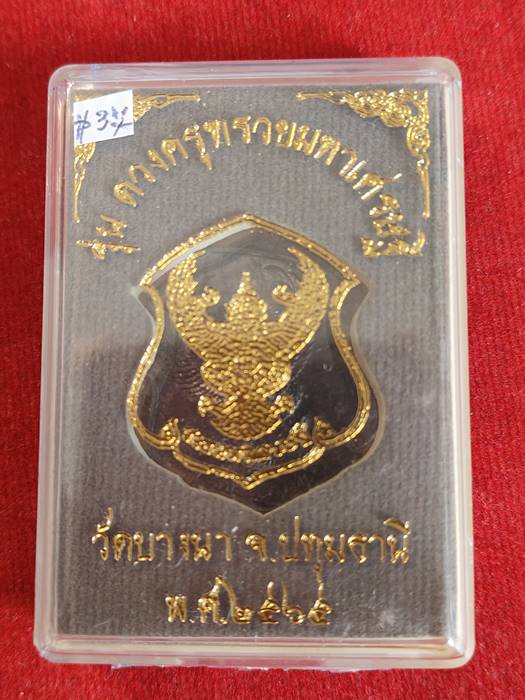 #34
รุ่น ดวงครุฑรวยมหาเศรษฐี
วัดบางนา จ.ปทุมธานี
พ.ศ.๒๕๖๕